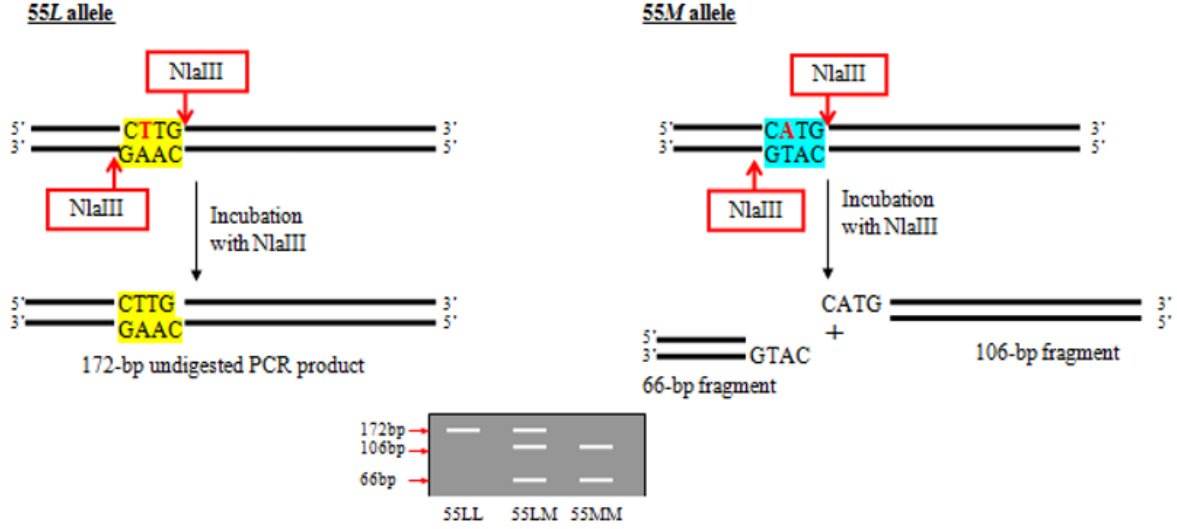 55L allele
NlaIII
5' CTTG 3'
3' GAAC 5'
NlaIII
Incubation
with NlaIII
5' CTTG 3'
3' GAAC 5'
172-bp undigested PCR product
55M allele
NlaIII
5' CATG 3'
3' GTAC 5'
NlaIII
Incubation
with NlaIII
CATG 3'
5'
+
5'
3' GTAC
106-bp fragment
66-bp fragment
172bp
106bp
66bp
55LL 55LM 55MM